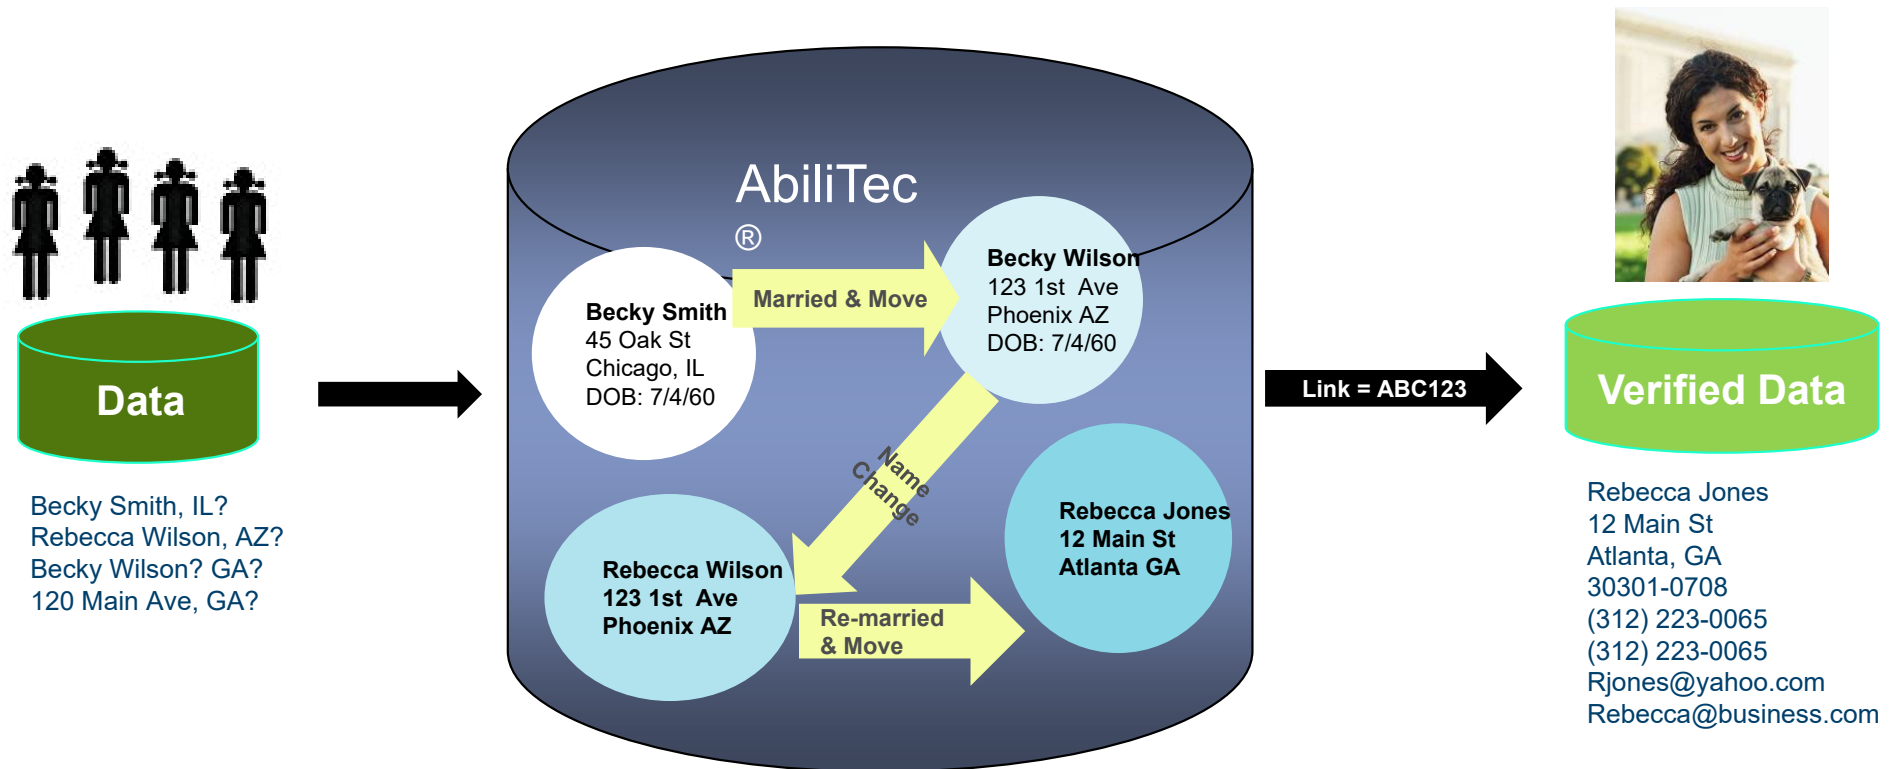 Data
Becky Smith, IL?
Rebecca Wilson, AZ?
Becky Wilson? GA?
120 Main Ave, GA?
AbiliTec
®
Becky Smith
45 Oak St
Chicago, IL
DOB: 7/4/60
Married & Move
Becky Wilson
123 1st Ave
Phoenix AZ
DOB: 7/4/60
Name
Change
Rebecca Wilson
123 1st Ave
Phoenix AZ
Re-married
& Move
Rebecca Jones
12 Main St
Atlanta GA
Link = ABC123
Verified Data
Rebecca Jones
12 Main St
Atlanta, GA
30301-0708
(312) 223-0065
(312) 223-0065
Rjones@yahoo.com
Rebecca@business.com